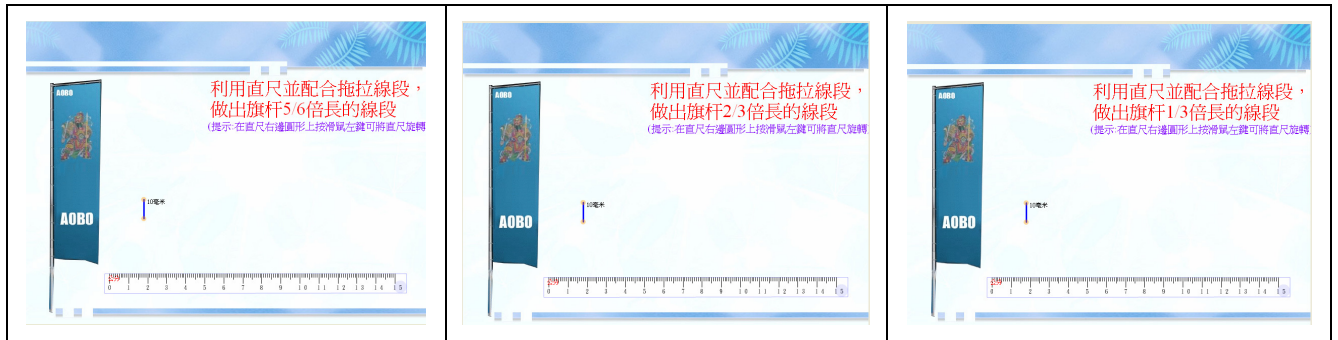 AOBO
利用直尺並配合拖拉線段，
做出旗杆5/6倍長的線段
(提示:在直尺右邊圓形上按滑鼠左鍵可將直尺旋轉
10毫米
AOBO
0 1 2 3 4 5 6 7 8 9 10 11 12 13 14 15
AOBO
利用直尺並配合拖拉線段，
做出旗杆2/3倍長的線段
(提示:在直尺右邊圓形上按滑鼠左鍵可將直尺旋轉
10毫米
AOBO
0 1 2 3 4 5 6 7 8 9 10 11 12 13 14 15
AOBO
利用直尺並配合拖拉線段，
做出旗杆1/3倍長的線段
(提示:在直尺右邊圓形上按滑鼠左鍵可將直尺旋轉
10毫米
AOBO
0 1 2 3 4 5 6 7 8 9 10 11 12 13 14 15